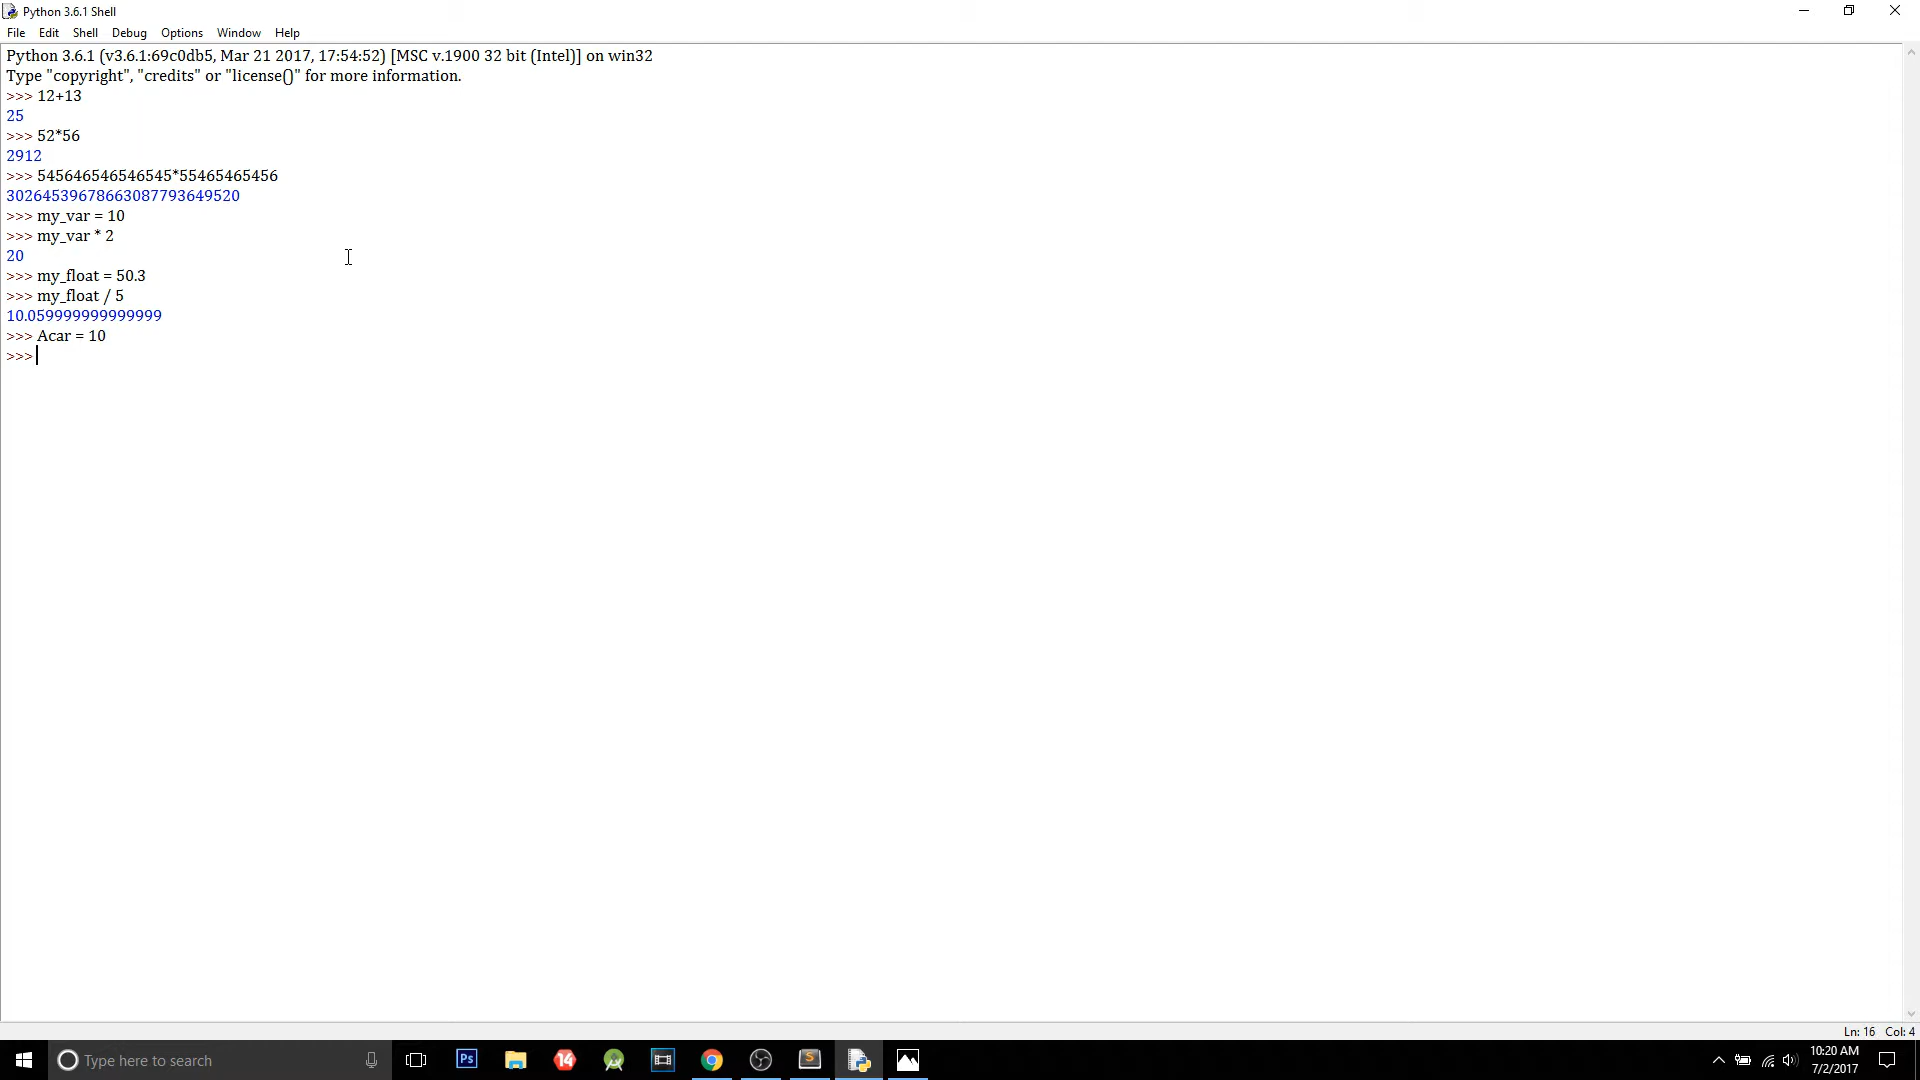 Python 3.6.1 Shell
File Edit Shell Debug Options Window Help
Python 3.6.1 (v3.6.1:69c0db5, Mar 21 2017, 17:54:52) [MSC v.1900 32 bit (Intel)] on win32
Type "copyright", "credits" or "license()" for more information.
>>> 12+13
25
>>> 52*56
2912
>>> 545646546546545*55465465456
30264539678663087793649520
>>> my_var = 10
>>> my_var * 2
20
>>> my_float = 50.3
>>> my_float / 5
10.059999999999999
>>> Acar = 10
>>>
Ln: 16 Col: 4
Type here to search
Ps
14
S
10:20 AM
7/2/2017